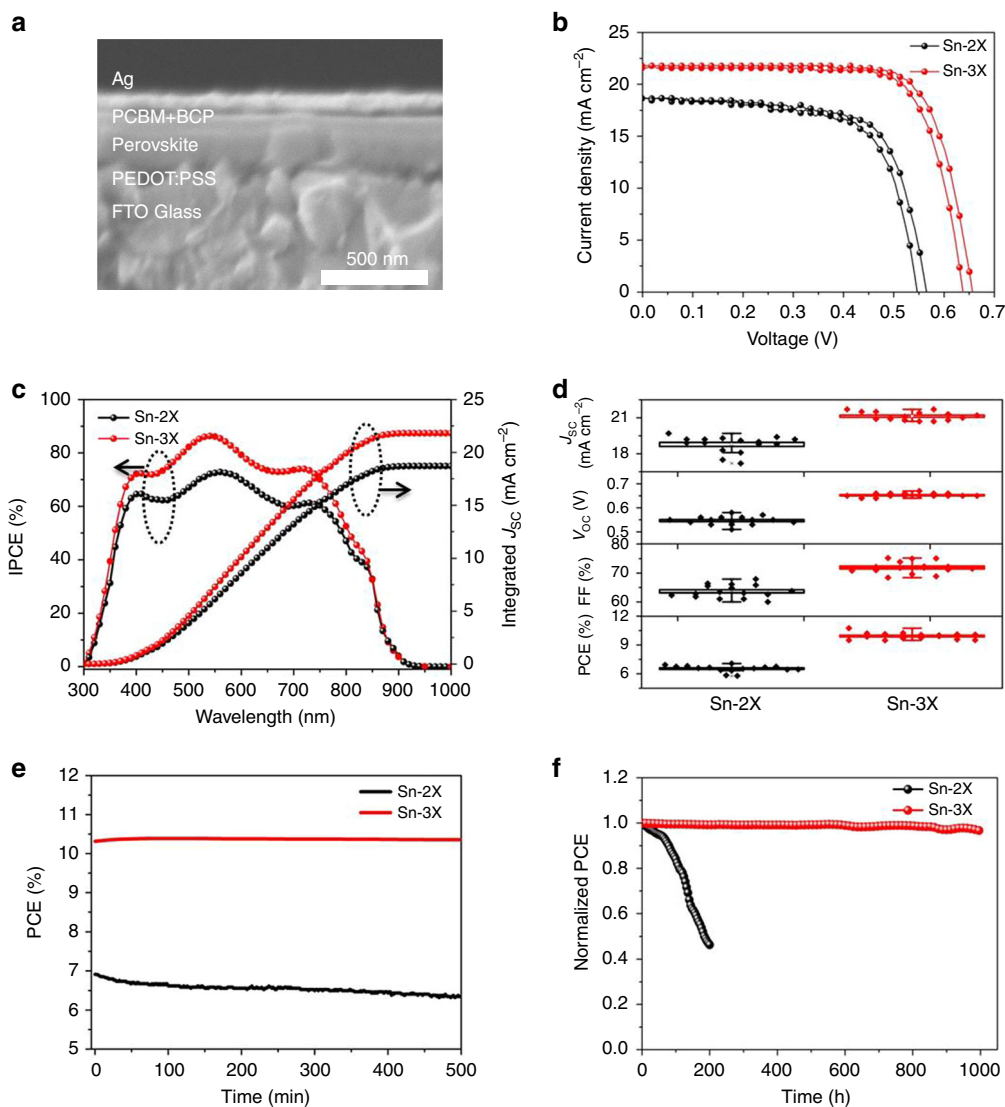 a
Ag
PCBM+BCP
Perovskite
PEDOT:PSS
FTO Glass
500 nm
b
25
20
15
10
5
0
Current density (mA cm⁻²)
Sn-2X
Sn-3X
0.0 0.1 0.2 0.3 0.4 0.5 0.6 0.7
Voltage (V)
c
100
80
60
40
20
0
IPCE (%)
Sn-2X
Sn-3X
25
20
15
10
5
0
Integrated JSC (mA cm⁻²)
300 400 500 600 700 800 900 1000
Wavelength (nm)
d
JSC
(mA cm⁻²)
21
18
VOC (V)
0.7
0.6
0.5
FF (%)
80
70
60
PCE (%)
12
9
6
Sn-2X Sn-3X
e
12
11
10
9
8
7
6
5
PCE (%)
Sn-2X
Sn-3X
0 100 200 300 400 500
Time (min)
f
1.2
1.0
0.8
0.6
0.4
0.2
0.0
Normalized PCE
Sn-2X
Sn-3X
0 200 400 600 800 1000
Time (h)